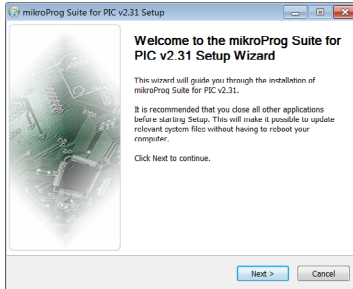 mikroProg Suite for PIC v2.31 Setup
Welcome to the mikroProg Suite for
PIC v2.31 Setup Wizard
This wizard will guide you through the installation of
mikroProg Suite for PIC v2.31.
It is recommended that you close all other applications
before starting Setup. This will make it possible to update
relevant system files without having to reboot your
computer.
Click Next to continue.
Next >
Cancel